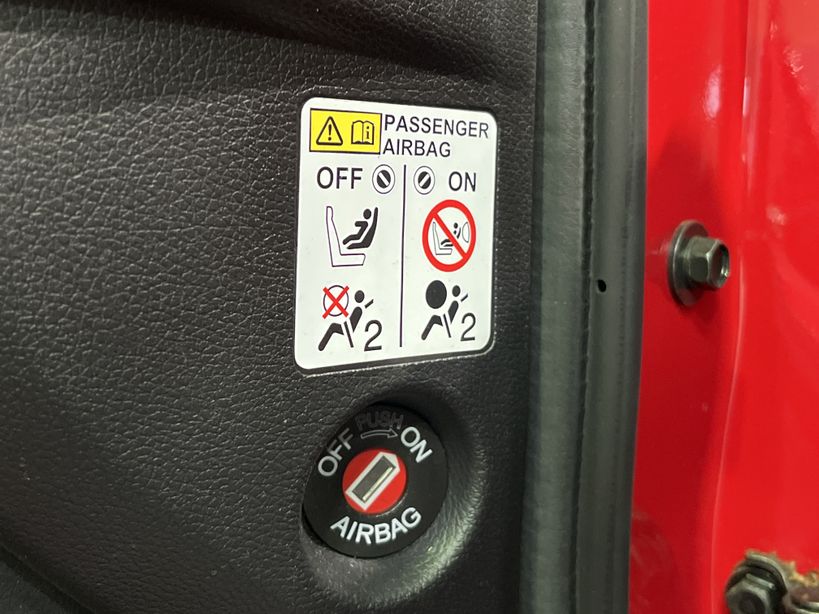 PASSENGER
AIRBAG
OFF ON
2 2
PUSH
OFF ON
AIRBAG